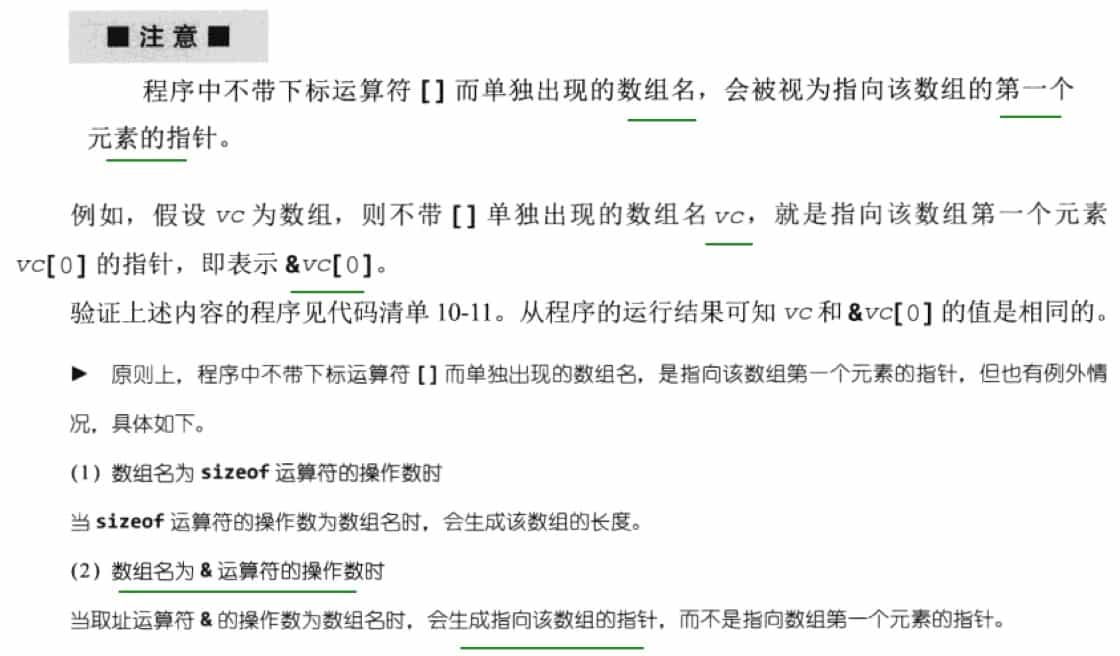 ■ 注 意 ■
程序中不带下标运算符 [] 而单独出现的数组名，会被视为指向该数组的第一个
元素的指针。
例如，假设 vc 为数组，则不带 [] 单独出现的数组名 vc，就是指向该数组第一个元素
vc[0] 的指针，即表示 &vc[0]。
验证上述内容的程序见代码清单 10-11。从程序的运行结果可知 vc 和 &vc[0] 的值是相同的。
▶ 原则上，程序中不带下标运算符 [] 而单独出现的数组名，是指向该数组第一个元素的指针，但也有例外情
况，具体如下。
(1) 数组名为 sizeof 运算符的操作数时
当 sizeof 运算符的操作数为数组名时，会生成该数组的长度。
(2) 数组名为 & 运算符的操作数时
当取址运算符 & 的操作数为数组名时，会生成指向该数组的指针，而不是指向数组第一个元素的指针。